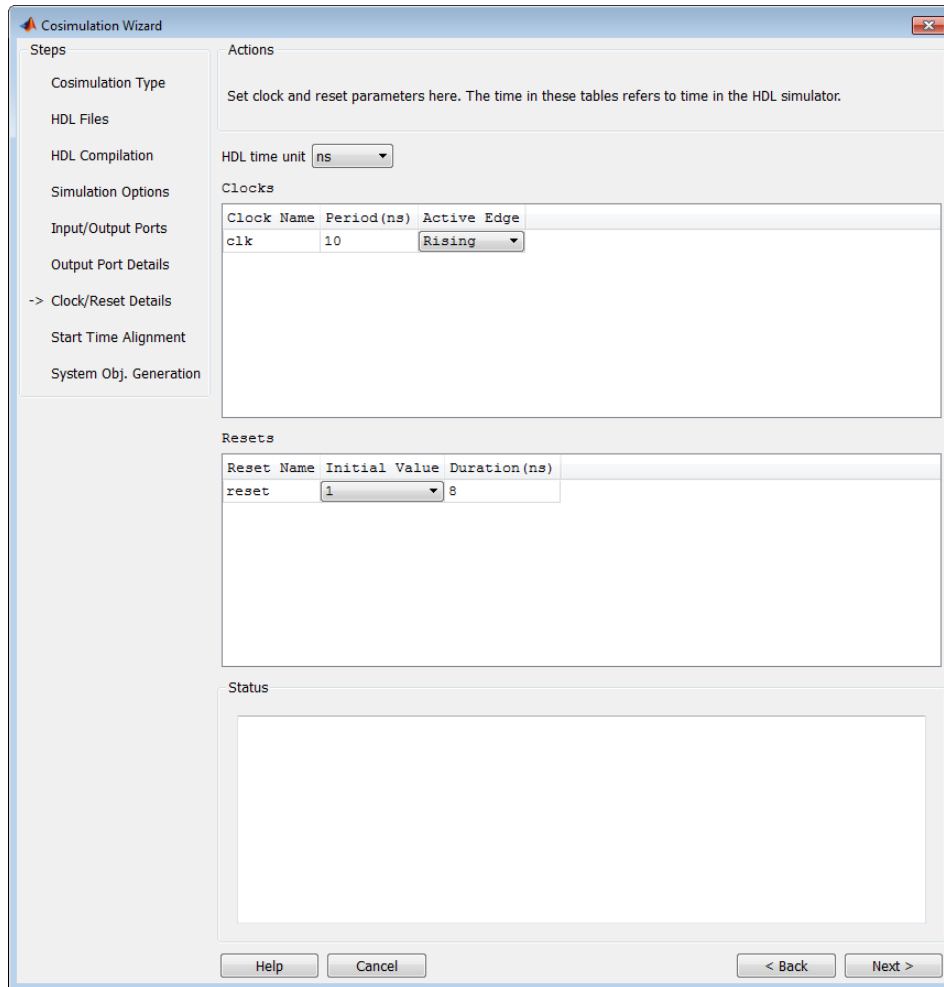 Cosimulation Wizard
Steps
Cosimulation Type
HDL Files
HDL Compilation
Simulation Options
Input/Output Ports
Output Port Details
-> Clock/Reset Details
Start Time Alignment
System Obj. Generation
Actions
Set clock and reset parameters here. The time in these tables refers to time in the HDL simulator.
HDL time unit ns
Clocks
Clock Name Period(ns) Active Edge
clk 10 Rising
Resets
Reset Name Initial Value Duration(ns)
reset 1 8
Status
Help Cancel < Back Next >